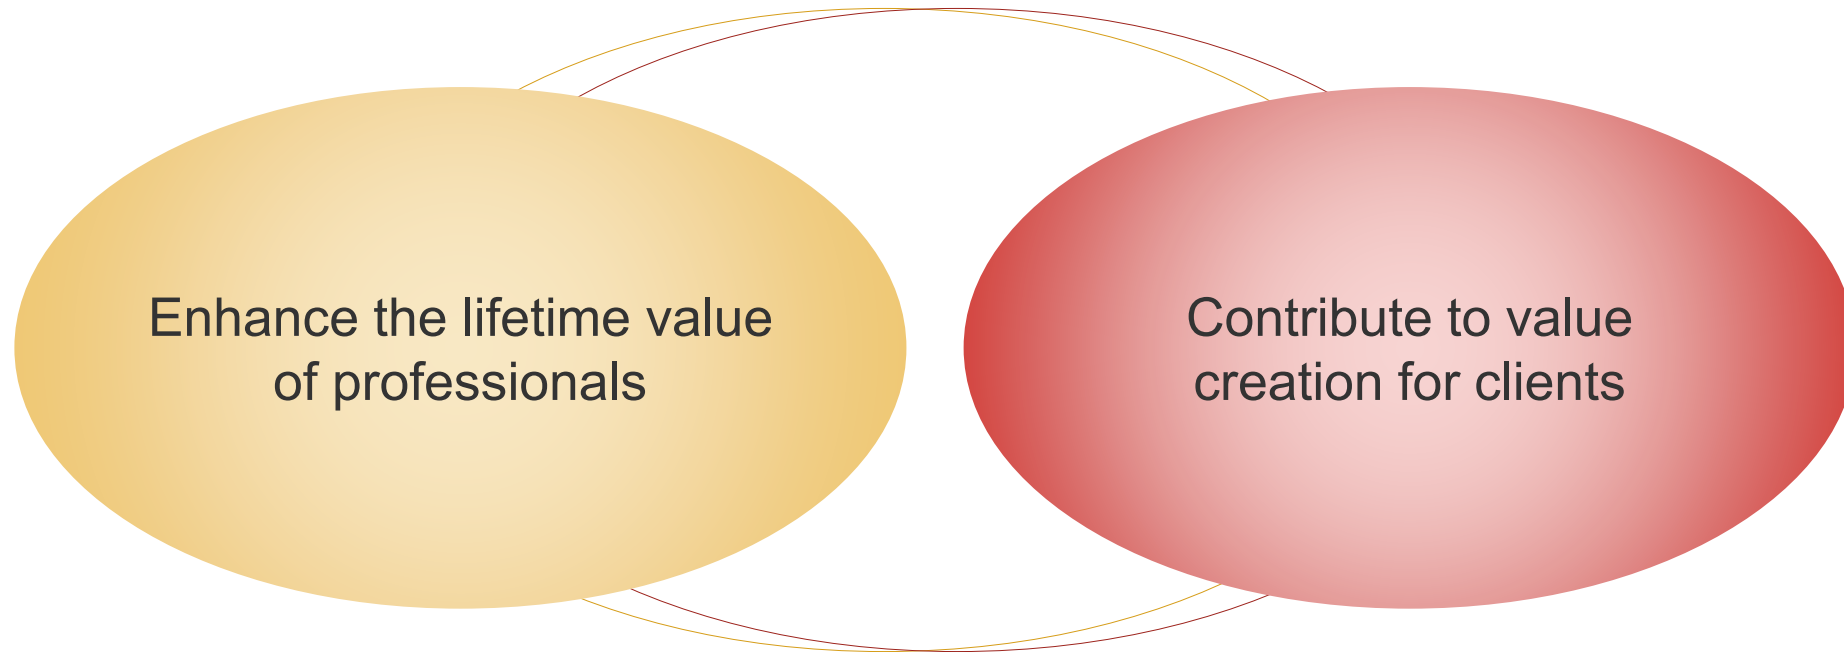 Enhance the lifetime value
of professionals
Contribute to value
creation for clients